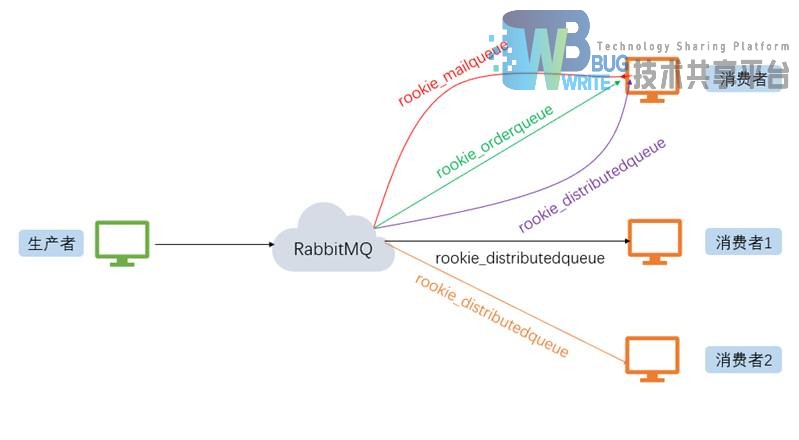 Technology Sharing Platform
WB
BUG
WRITE
技术共享平台
消费者
rookie_mailqueue
rookie_orderqueue
rookie_distributedqueue
生产者
RabbitMQ
消费者1
rookie_distributedqueue
rookie_distributedqueue
消费者2